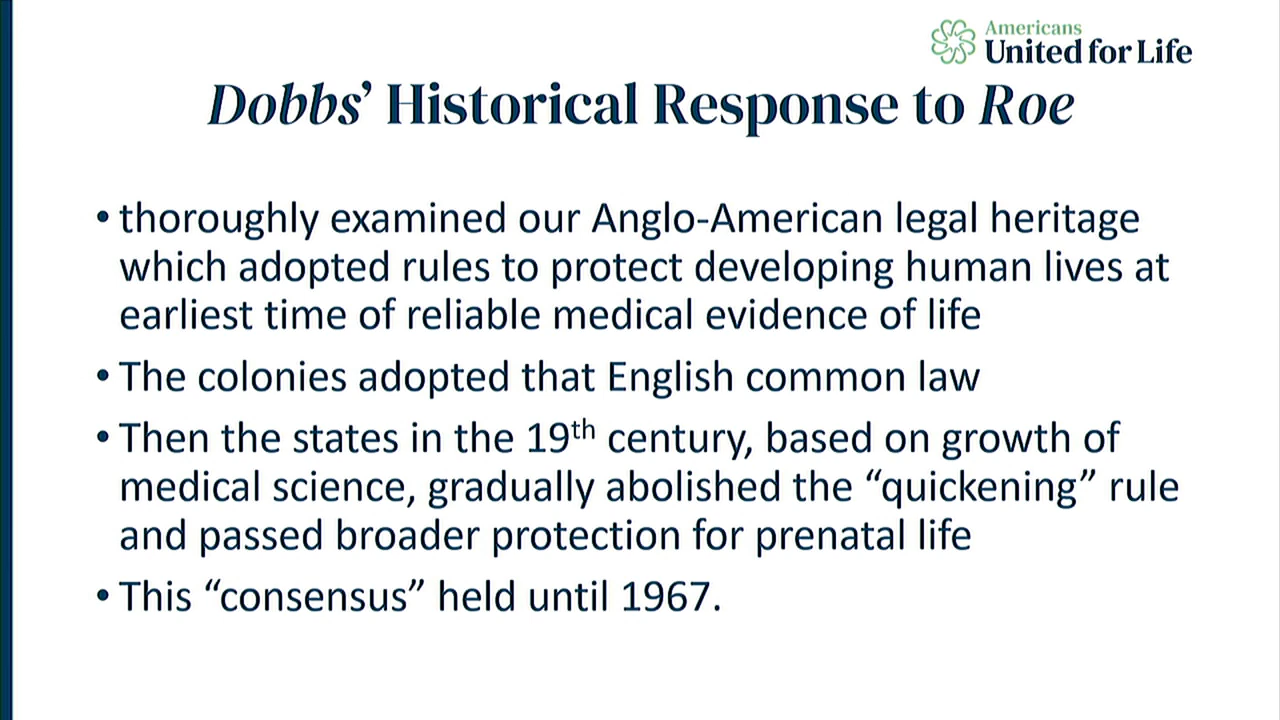 Americans
United for Life
Dobbs’ Historical Response to Roe
• thoroughly examined our Anglo-American legal heritage
which adopted rules to protect developing human lives at
earliest time of reliable medical evidence of life
• The colonies adopted that English common law
• Then the states in the 19th century, based on growth of
medical science, gradually abolished the “quickening” rule
and passed broader protection for prenatal life
• This “consensus” held until 1967.